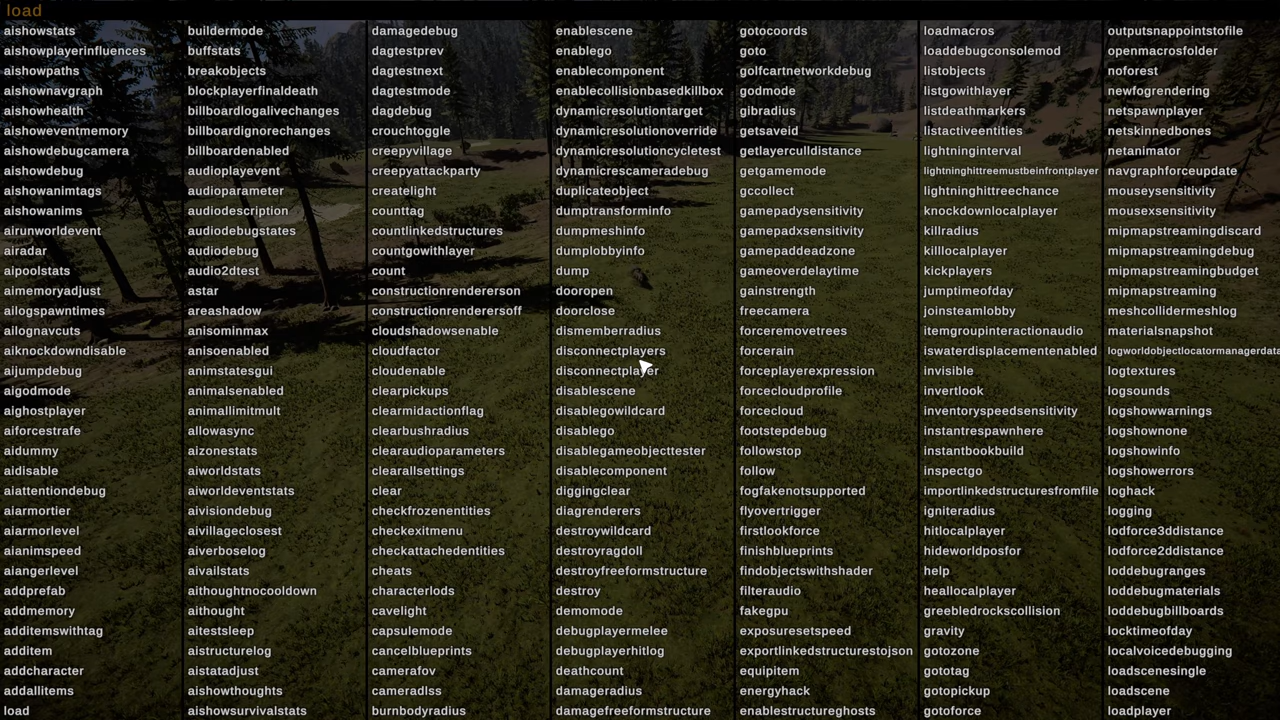 load
aishowstats
aishowplayerinfluences
aishowpaths
aishownavgraph
aishowhealth
aishoweventmemory
aishowdebugcamera
aishowdebug
aishowanimtags
aishowanims
airunworldevent
airadar
aipoolstats
aimemoryadjust
ailogspawntimes
ailognavcuts
aiknockdowndisable
aijumpdebug
aigodmode
aighostplayer
aiforcestrafe
aidummy
aidisable
aiattentiondebug
aiarmortier
aiarmorlevel
aianimspeed
aiangerlevel
addprefab
addmemory
additemswithtag
additem
addcharacter
addallitems
load
buildermode
buffstats
breakobjects
blockplayerfinaldeath
billboardlogalivechanges
billboardignorechanges
billboardenabled
audioplayevent
audioparameter
audiodescription
audiodebugstates
audiodebug
audio2dtest
astar
areashadow
anisominmax
anisoenabled
animstatesgui
animalsenabled
animallimitmult
allowasync
aizonestats
aiworldstats
aiworldeventstats
aivisiondebug
aivillageclosest
aiverboselog
aivailstats
aithoughtnocooldown
aithought
aitestsleep
aistructurelog
aistatadjust
aishowthoughts
aishowsurvivalstats
damagedebug
dagtestprev
dagtestnext
dagtestmode
dagdebug
crouchtoggle
creepyvillage
creepyattackparty
createlight
counttag
countlinkedstructures
countgowithlayer
count
constructionrendererson
constructionrenderersoff
cloudshadowsenable
cloudfactor
cloudenable
clearpickups
clearmidactionflag
clearbushradius
clearaudioparameters
clearallsettings
clear
checkfrozenentities
checkexitmenu
checkattachedentities
cheats
characterlods
cavelight
capsulemode
cancelblueprints
camerafov
cameradlss
burnbodyradius
enablescene
enablego
enablecomponent
enablecollisionbasedkillbox
dynamicresolutiontarget
dynamicresolutionoverride
dynamicresolutioncycletest
dynamicrescameradebug
duplicateobject
dumptransforminfo
dumpmeshinfo
dumplobbyinfo
dump
dooropen
doorclose
dismemberradius
disconnectplayers
disconnectplayer
disablescene
disablegowildcard
disablego
disablegameobjecttester
disablecomponent
diggingclear
diagrenderers
destroywildcard
destroyragdoll
destroyfreeformstructure
destroy
demomode
debugplayermelee
debugplayerhitlog
deathcount
damageradius
damagefreeformstructure
gotocoords
goto
golfcartnetworkdebug
godmode
gibradius
getsaveid
getlayerculldistance
getgamemode
gccollect
gamepadysensitivity
gamepadxsensitivity
gamepaddeadzone
gameoverdelaytime
gainstrength
freecamera
forceremovetrees
forcerain
forceplayerexpression
forcecloudprofile
forcecloud
footstepdebug
followstop
follow
fogfakenotsupported
flyovertrigger
firstlookforce
finishblueprints
findobjectswithshader
filteraudio
fakegpu
exposuresetspeed
exportlinkedstructurestojson
equipitem
energyhack
enablestructureghosts
loadmacros
loaddebugconsolemod
listobjects
listgowithlayer
listdeathmarkers
listactiveentities
lightninginterval
lightninghittreemustbeinfrontplayer
lightninghittreechance
knockdownlocalplayer
killradius
killlocalplayer
kickplayers
jumptimeofday
joinsteamlobby
itemgroupinteractionaudio
iswaterdisplacementenabled
invisible
invertlook
inventoryspeedsensitivity
instantrespawnhere
instantbookbuild
inspectgo
importlinkedstructuresfromfile
igniteradius
hitlocalplayer
hideworldposfor
help
heallocalplayer
greebledrockscollision
gravity
gotozone
gototag
gotopickup
gotoforce
outputsnappointstofile
openmacrosfolder
noforest
newfogrendering
netspawnplayer
netskinnedbones
netanimator
navgraphforceupdate
mouseysensitivity
mousexsensitivity
mipmapstreamingdiscard
mipmapstreamingdebug
mipmapstreamingbudget
mipmapstreaming
meshcollidermeshlog
materialsnapshot
logworldobjectlocatormanagerdata
logtextures
logsounds
logshowwarnings
logshownone
logshowinfo
logshowerrors
loghack
logging
lodforce3ddistance
lodforce2ddistance
loddebugranges
loddebugmaterials
loddebugbillboards
locktimeofday
localvoicedebugging
loadscenesingle
loadscene
loadplayer